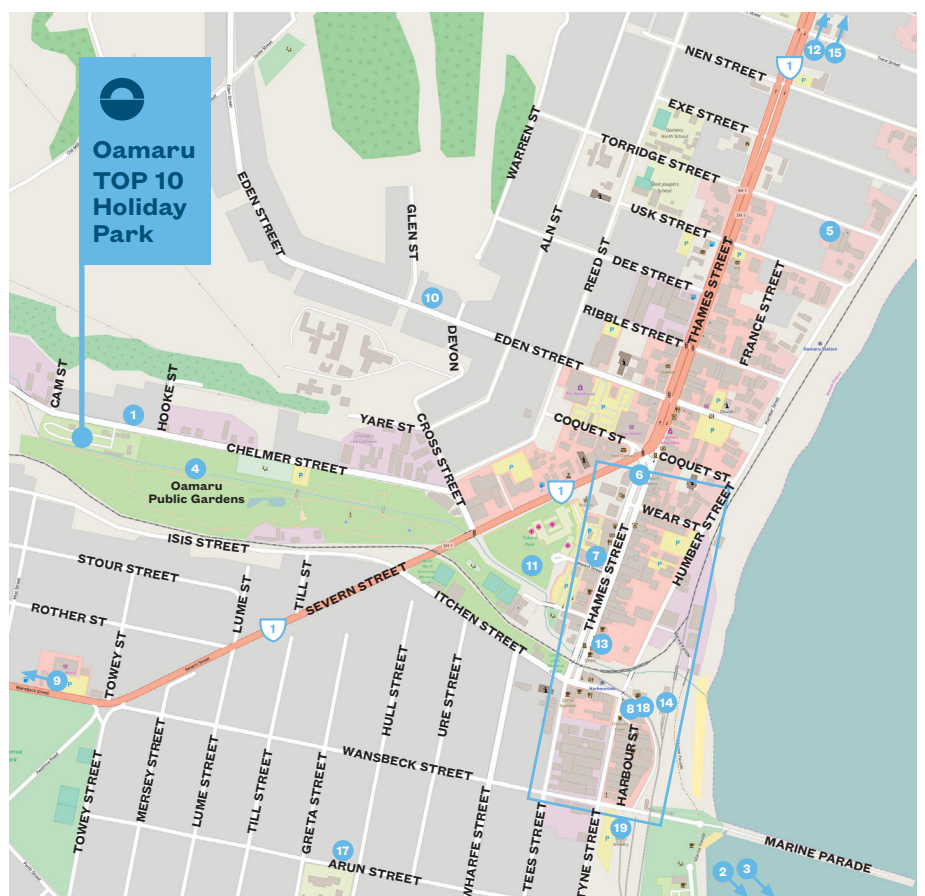 Oamaru
TOP 10
Holiday
Park
12
15
1
NEN STREET
EXE STREET
TORRIDGE STREET
USK STREET
DEE STREET
RIBBLE STREET
WARREN ST
ALN ST
REED ST
THAMES STREET
FRANCE STREET
5
EDEN STREET
GLEN ST
10
DEVON
EDEN STREET
CAM ST
1
HOOKE ST
YARE ST
CROSS STREET
COQUET ST
COQUET ST
CHELMER STREET
4
Oamaru
Public Gardens
6
1
WEAR ST
HUMBER STREET
ISIS STREET
STOUR STREET
ROTHER ST
LUME ST
TILL ST
SEVERN STREET
1
ITCHEN STREET
11
7
THAMES STREET
13
9
TOWEY ST
HULL STREET
URE STREET
8
18
14
HARBOUR ST
WANSBECK STREET
TOWEY STREET
MERSEY STREET
LUME STREET
TILL STREET
GRETA STREET
17
ARUN STREET
WHARFE STREET
TEES STREET
TYNE STREET
19
MARINE PARADE
2
3